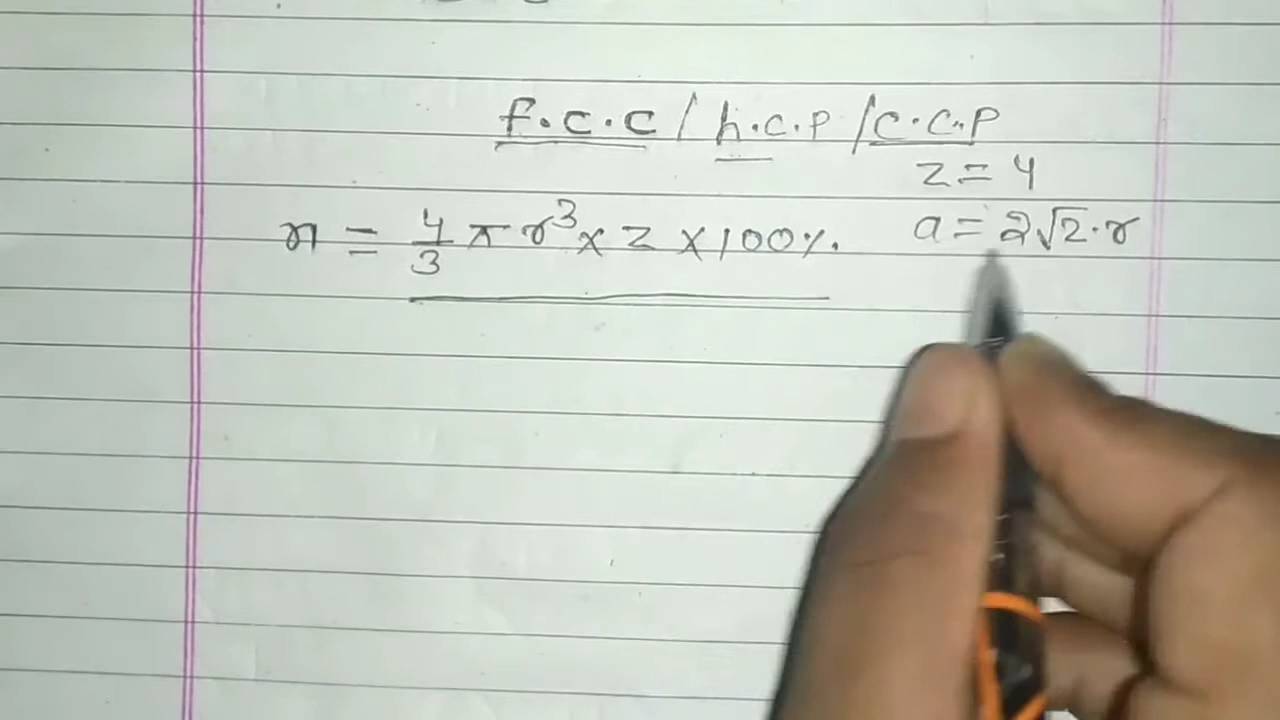 f.c.c / h.c.p / c.c.p
z = 4
n = 4/3 π r³ × z × 100%.
a = 2√2·r